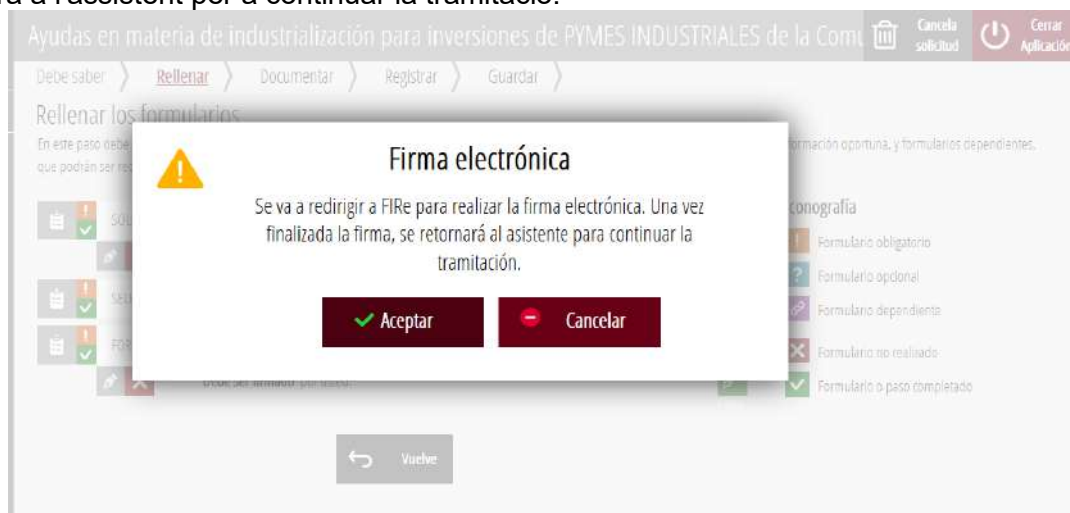 a l'assistent per a continuar la tramitació.
Ayudas en materia de industrialización para inversiones de PYMES INDUSTRIALES de la Comu
Cancela solicitud
Cerrar Aplicación
Debe saber
Rellenar
Documentar
Registrar
Guardar
Rellenar los formularios
En este paso debe
ormación oportuna, y formularios dependientes,
que podrán ser re
Firma electrónica
Se va a redirigir a FIRe para realizar la firma electrónica. Una vez
finalizada la firma, se retornará al asistente para continuar la
tramitación.
Aceptar
Cancelar
conografía
Formulario obligatorio
Formulario opcional
Formulario dependiente
Formulario no realizado
Formulario o paso completado
Debe ser firmado por usted.
Vuelve